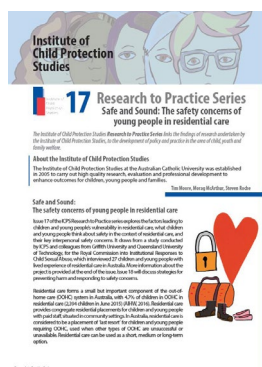 Institute of
Child Protection
Studies
17 Research to Practice Series
Safe and Sound: The safety concerns of
young people in residential care
The Institute of Child Protection Studies Research to Practice Series links the findings of research undertaken by
the Institute of Child Protection Studies, to the development of policy and practice in the area of child, youth and
family welfare.
About the Institute of Child Protection Studies
The Institute of Child Protection Studies at the Australian Catholic University was established
in 2005 to carry out high quality research, evaluation and professional development to
enhance outcomes for children, young people and families.
Tim Moore, Morag McArthur, Steven Roche
Safe and Sound:
The safety concerns of young people in residential care
Issue 17 of the ICPS Research to Practice series explores the factors leading to
children and young people's vulnerability in residential care; what children
and young people think about safety in the context of residential care, and
their key interpersonal safety concerns. It draws from a study conducted
by ICPS and colleagues from Griffith University and Queensland University
of Technology, for the Royal Commission into Institutional Responses to
Child Sexual Abuse, which interviewed 27 children and young people with
lived experience of residential care in Australia. More information about the
project is provided at the end of the issue. Issue 18 will discuss strategies for
preventing harm and responding to safety concerns.
Residential care forms a small but important component of the out-of-
home care (OOHC) system in Australia, with 4.7% of children in OOHC in
residential care (2,204 children in June 2015) (AIHW, 2016). Residential care
provides congregate residential placements for children and young people
with paid staff, situated in community settings. In Australia, residential care is
considered to be a placement of 'last resort' for children and young people
requiring OOHC, used when other types of OOHC are unsuccessful or
unavailable. Residential care can be used as a short, medium or long-term
option.